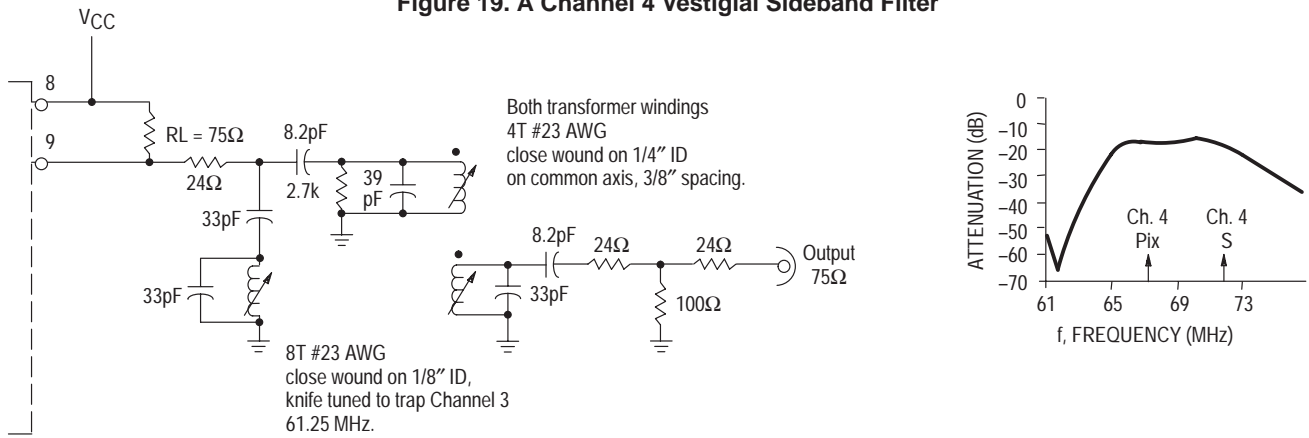 Figure 19. A Channel 4 Vestigial Sideband Filter
VCC
8
9
RL = 75Ω
24Ω
8.2pF
2.7k
39
pF
33pF
33pF
Both transformer windings
4T #23 AWG
close wound on 1/4″ ID
on common axis, 3/8″ spacing.
8.2pF
24Ω
24Ω
33pF
100Ω
Output
75Ω
8T #23 AWG
close wound on 1/8″ ID,
knife tuned to trap Channel 3
61.25 MHz.
ATTENUATION (dB)
0
–10
–20
–30
–40
–50
–60
–70
Ch. 4
Pix
Ch. 4
S
61
65
69
73
f, FREQUENCY (MHz)